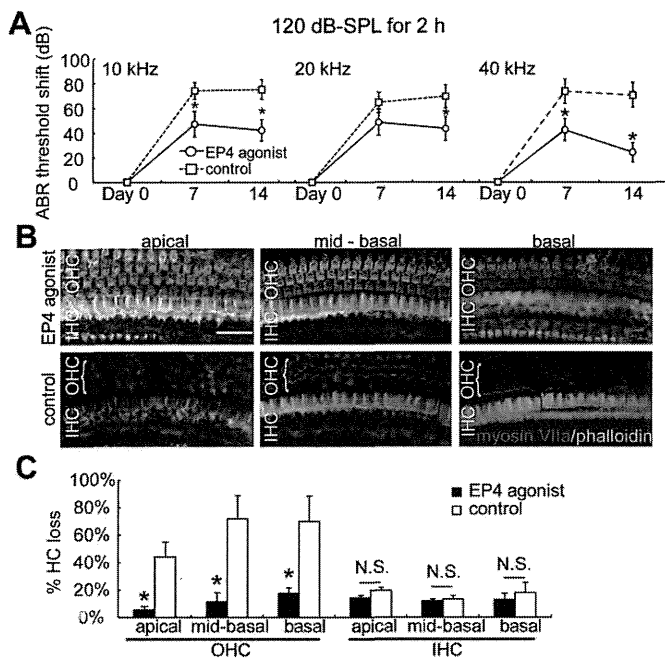 A
120 dB-SPL for 2 h
ABR threshold shift (dB)
100
80
60
40
20
0
10 kHz
20 kHz
40 kHz
* * * * *
EP4 agonist
control
Day 0 7 14 Day 0 7 14 Day 0 7 14
B
apical mid - basal basal
EP4 agonist
IHC OHC IHC OHC IHC OHC
control
IHC OHC IHC OHC IHC OHC
myosin VIIa/phalloidin
C
% HC loss
100%
80%
60%
40%
20%
0%
EP4 agonist
control
* * * N.S. N.S. N.S.
apical mid-basal basal apical mid-basal basal
OHC IHC